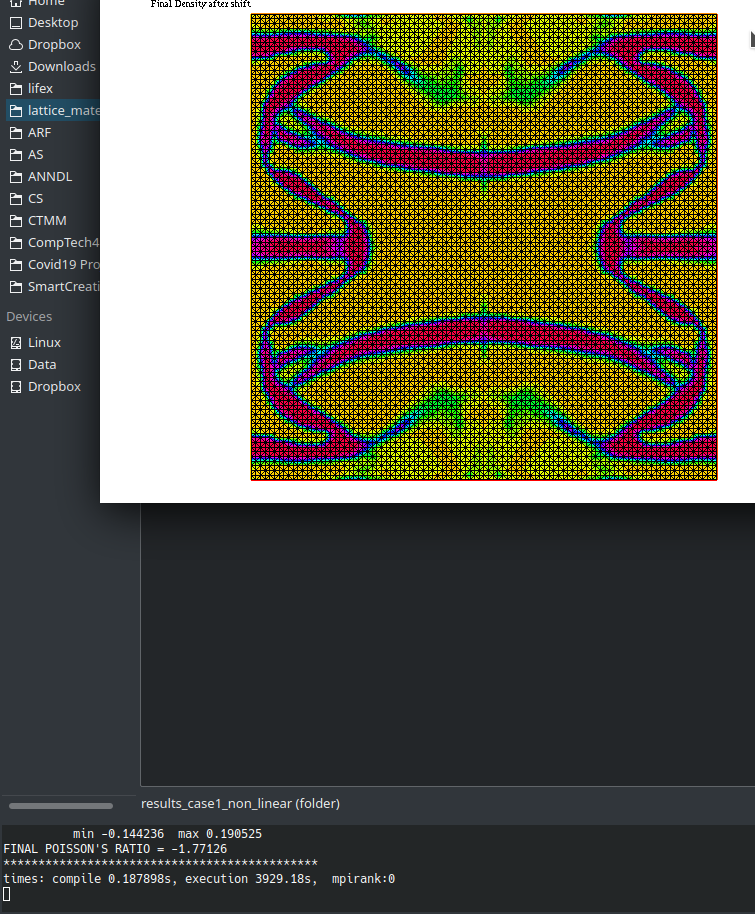 Home
Final Density after shift
Desktop
Dropbox
Downloads
lifex
lattice_mate
ARF
AS
ANNDL
CS
CTMM
CompTech4
Covid19 Pro
SmartCreati
Devices
Linux
Data
Dropbox
results_case1_non_linear (folder)
min -0.144236 max 0.190525
FINAL POISSON'S RATIO = -1.77126
*********************************************
times: compile 0.187898s, execution 3929.18s, mpirank:0